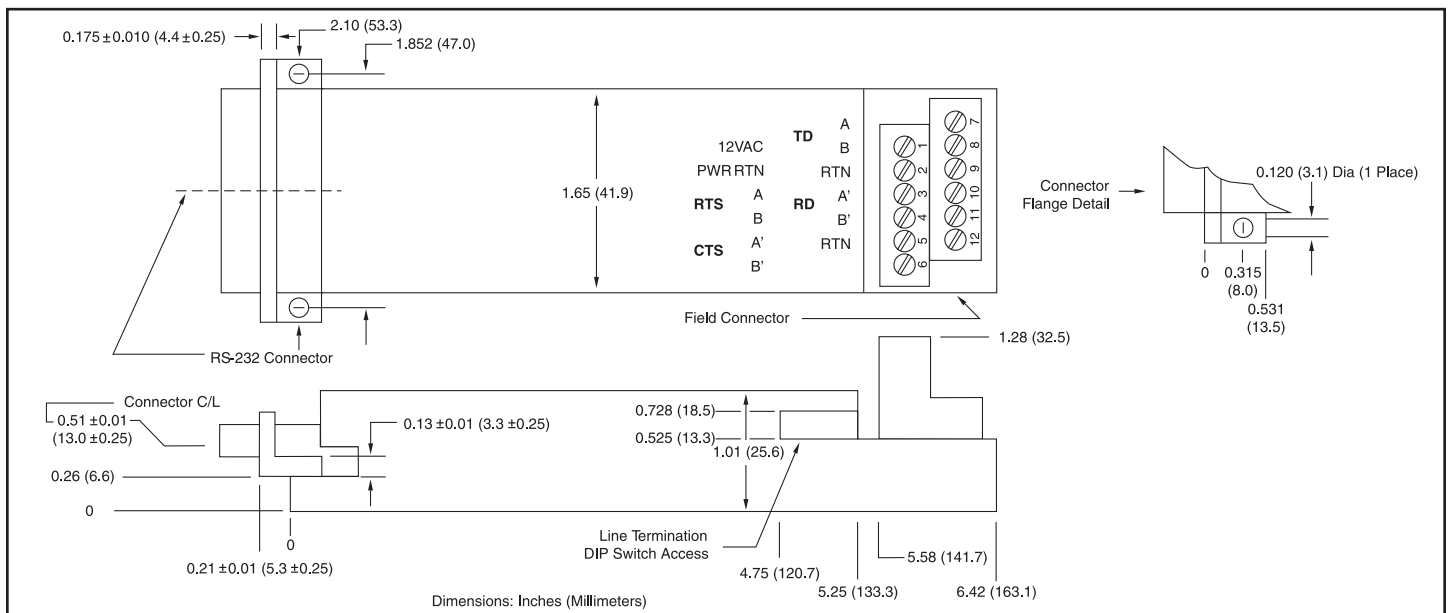 0.175 ±0.010 (4.4 ±0.25)
2.10 (53.3)
1.852 (47.0)
1.65 (41.9)
12VAC
PWR RTN
RTS
A
B
CTS
A'
B'
TD
A
B
RTN
RD
A'
B'
RTN
1
2
3
4
5
6
7
8
9
10
11
12
Connector
Flange Detail
0.120 (3.1) Dia (1 Place)
0
0.315
(8.0)
0.531
(13.5)
Field Connector
RS-232 Connector
1.28 (32.5)
Connector C/L
0.51 ±0.01
(13.0 ±0.25)
0.13 ±0.01 (3.3 ±0.25)
0.728 (18.5)
0.525 (13.3)
1.01 (25.6)
0.26 (6.6)
0
0
0.21 ±0.01 (5.3 ±0.25)
Line Termination
DIP Switch Access
4.75 (120.7)
5.25 (133.3)
5.58 (141.7)
6.42 (163.1)
Dimensions: Inches (Millimeters)